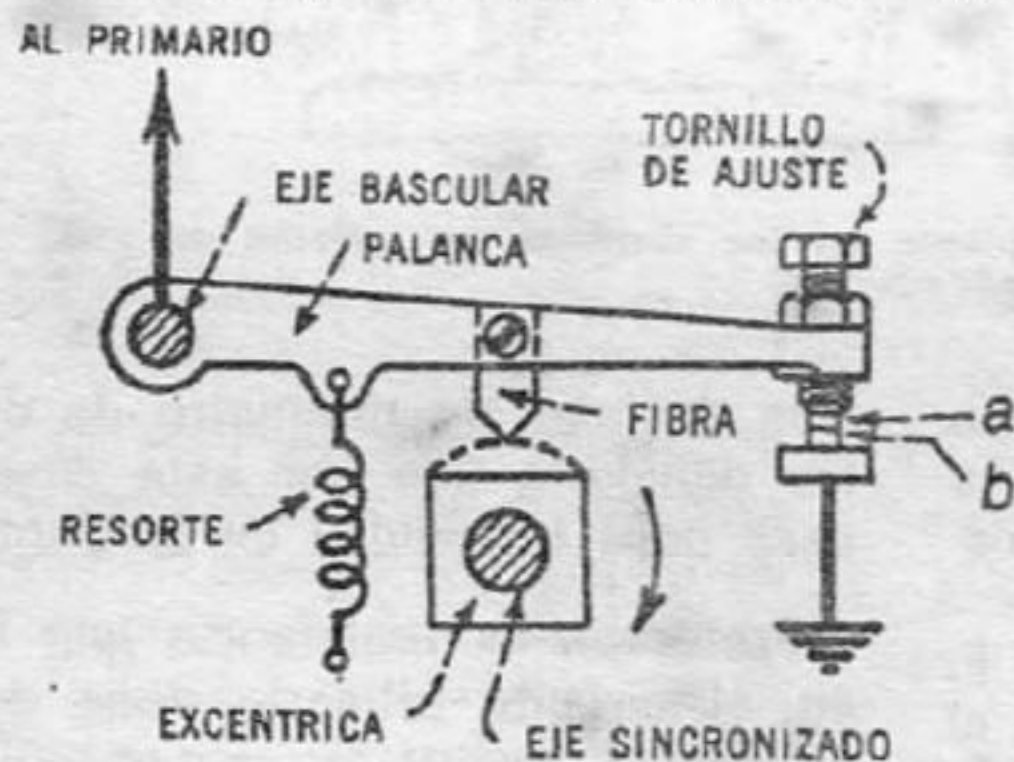 AL PRIMARIO
TORNILLO
DE AJUSTE
EJE BASCULAR
PALANCA
a
FIBRA
b
RESORTE
EXCENTRICA
EJE SINCRONIZADO